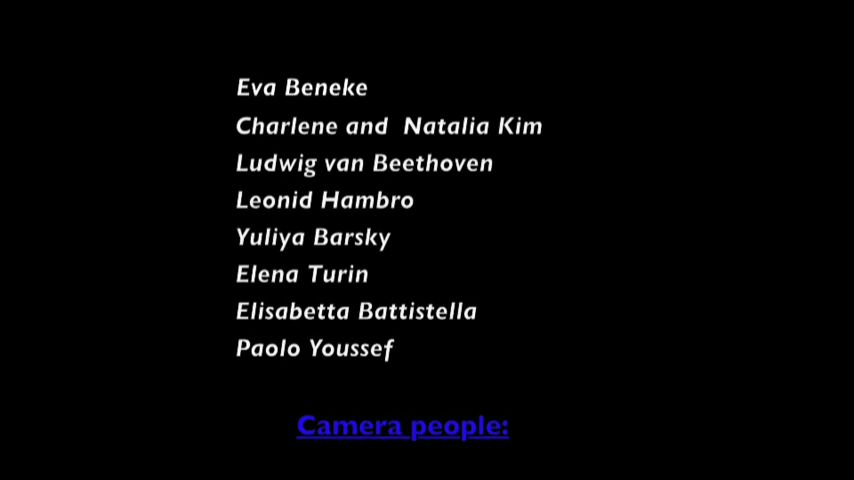 Eva Beneke
Charlene and Natalia Kim
Ludwig van Beethoven
Leonid Hambro
Yuliya Barsky
Elena Turin
Elisabetta Battistella
Paolo Youssef
Camera people: